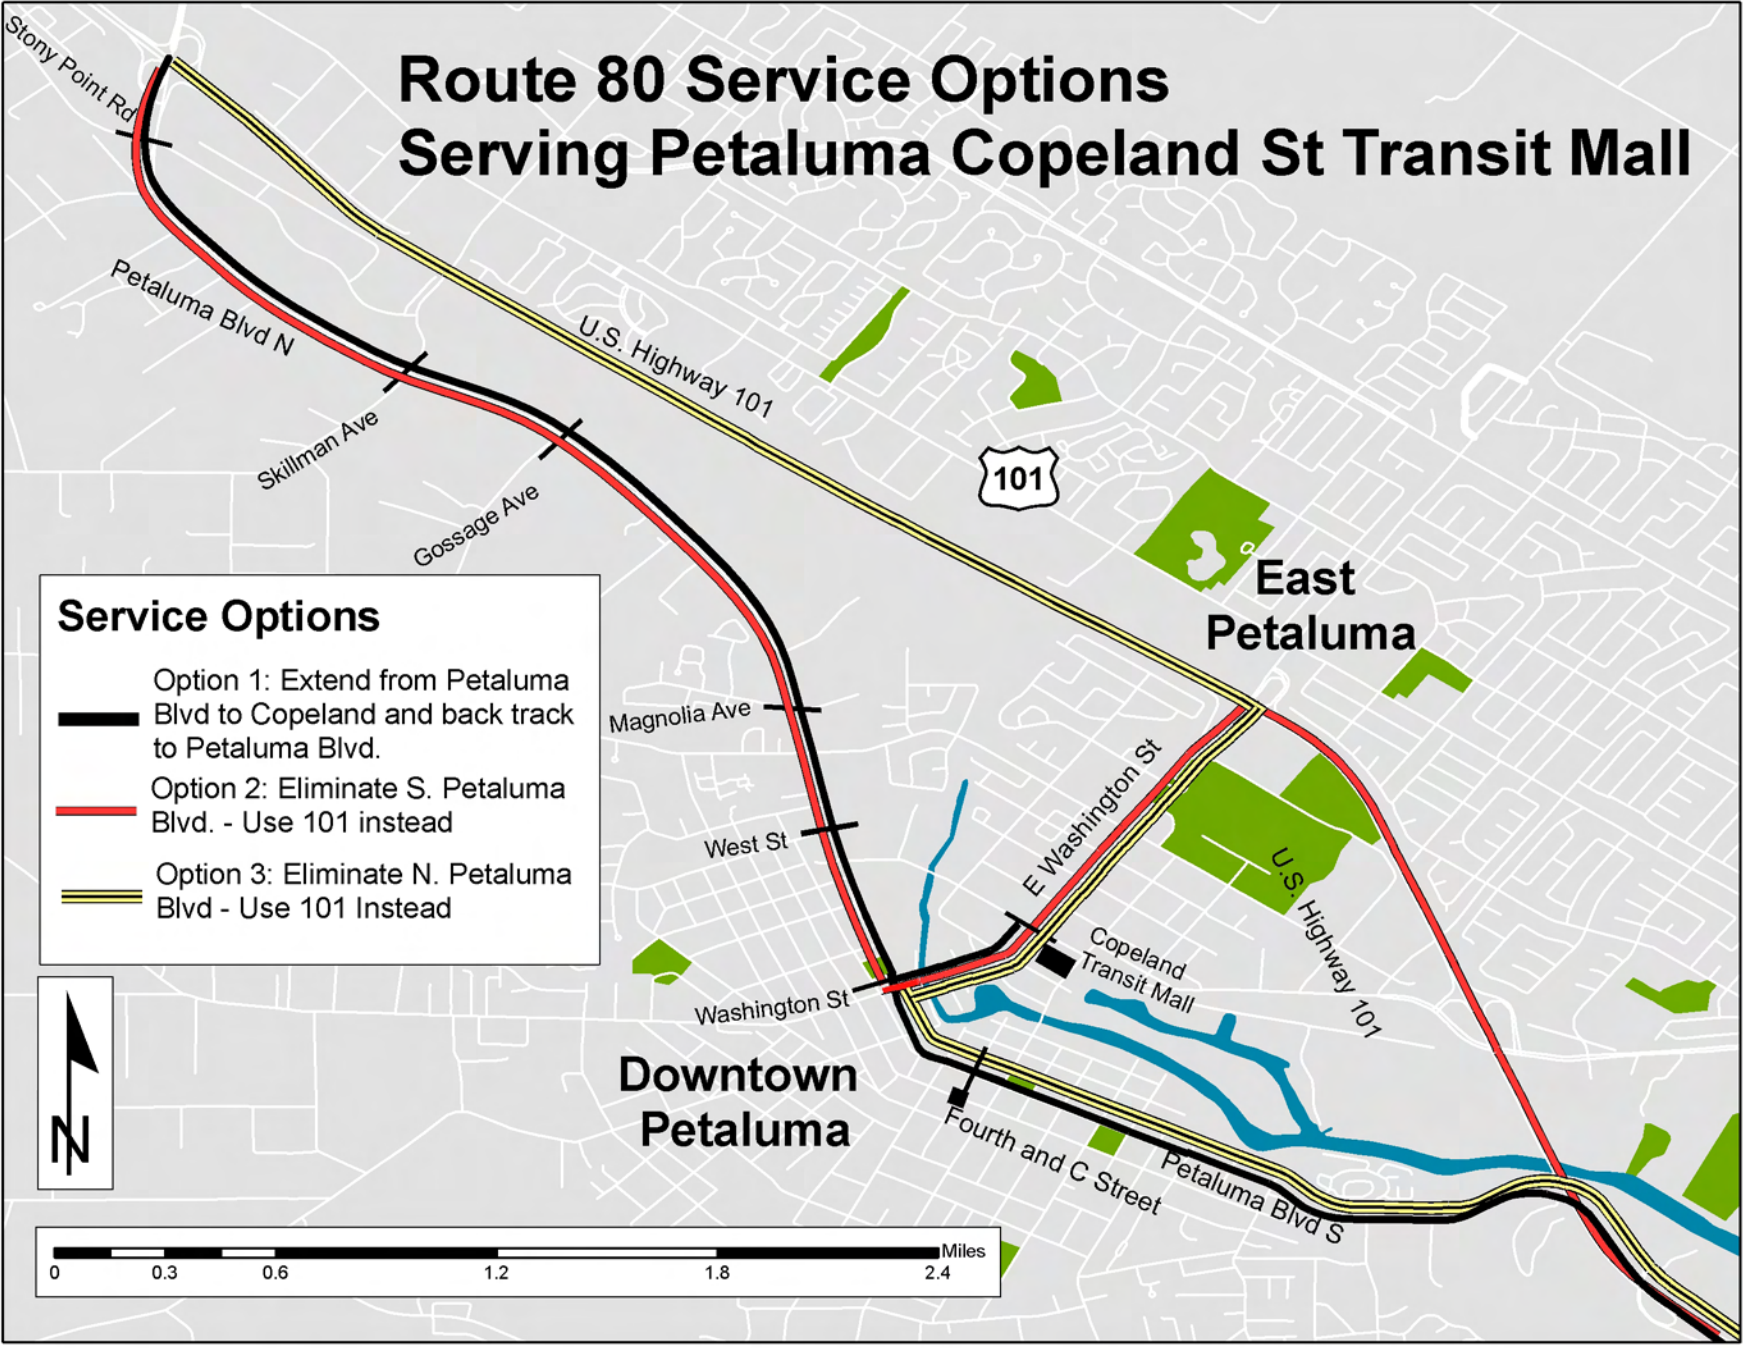 Route 80 Service Options
Serving Petaluma Copeland St Transit Mall
Stony Point Rd
Petaluma Blvd N
U.S. Highway 101
Skillman Ave
Gossage Ave
101
East
Petaluma
Service Options
Option 1: Extend from Petaluma
Blvd to Copeland and back track
to Petaluma Blvd.
Option 2: Eliminate S. Petaluma
Blvd. - Use 101 instead
Option 3: Eliminate N. Petaluma
Blvd - Use 101 Instead
Magnolia Ave
West St
E Washington St
U.S. Highway 101
Copeland
Transit Mall
Washington St
Downtown
Petaluma
Fourth and C Street
Petaluma Blvd S
N
Miles
0 0.3 0.6 1.2 1.8 2.4